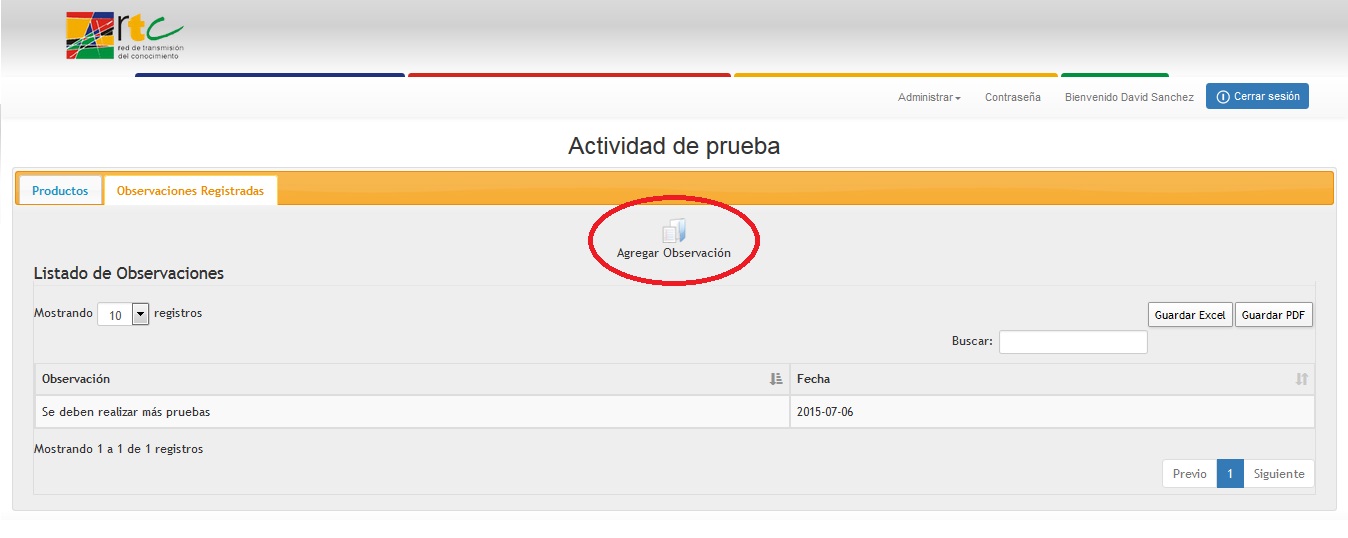 rtc
red de transmisión
del conocimiento
Administrar Contraseña Bienvenido David Sanchez Cerrar sesión
Actividad de prueba
Productos Observaciones Registradas
Agregar Observación
Listado de Observaciones
Mostrando 10 registros
Guardar Excel Guardar PDF
Buscar:
Observación Fecha
Se deben realizar más pruebas 2015-07-06
Mostrando 1 a 1 de 1 registros
Previo 1 Siguiente